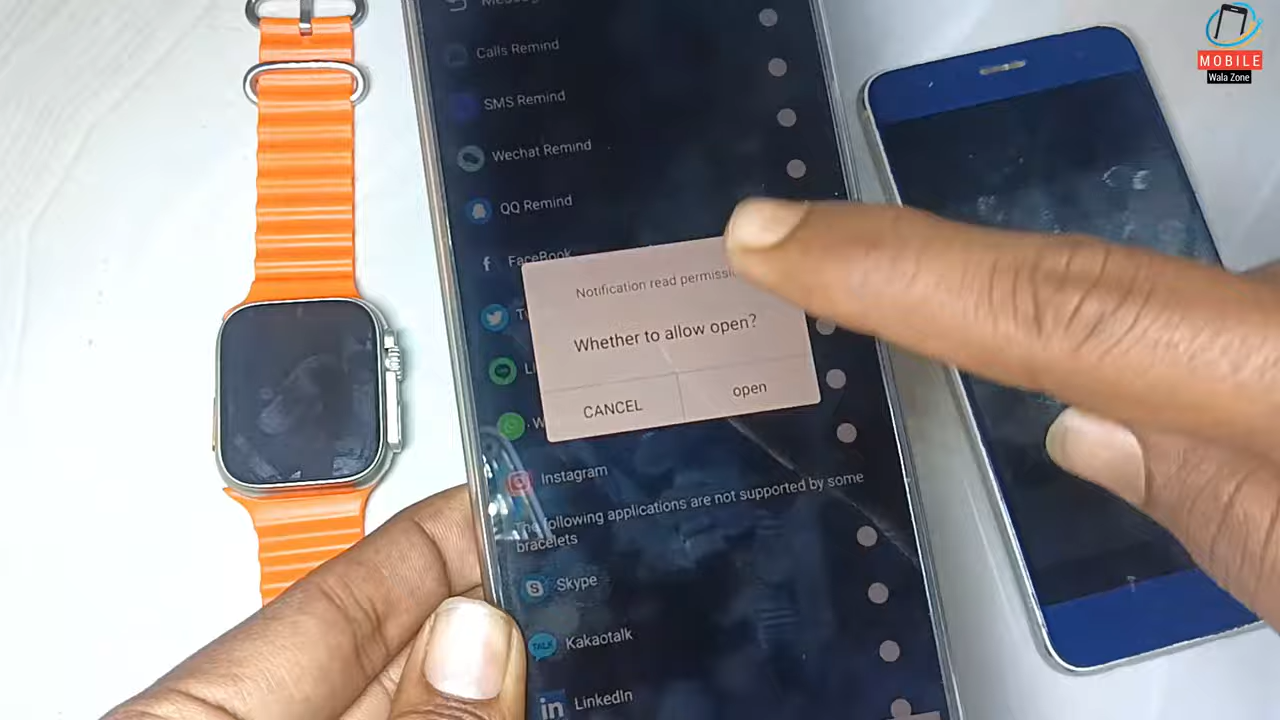 MOBILE
Wala Zone
Calls Remind
SMS Remind
Wechat Remind
QQ Remind
FaceBook
Notification read
Whether to allow open?
CANCEL
open
Instagram
The following applications are not supported by some
bracelets
Skype
TALK
Kakaotalk
in
LinkedIn